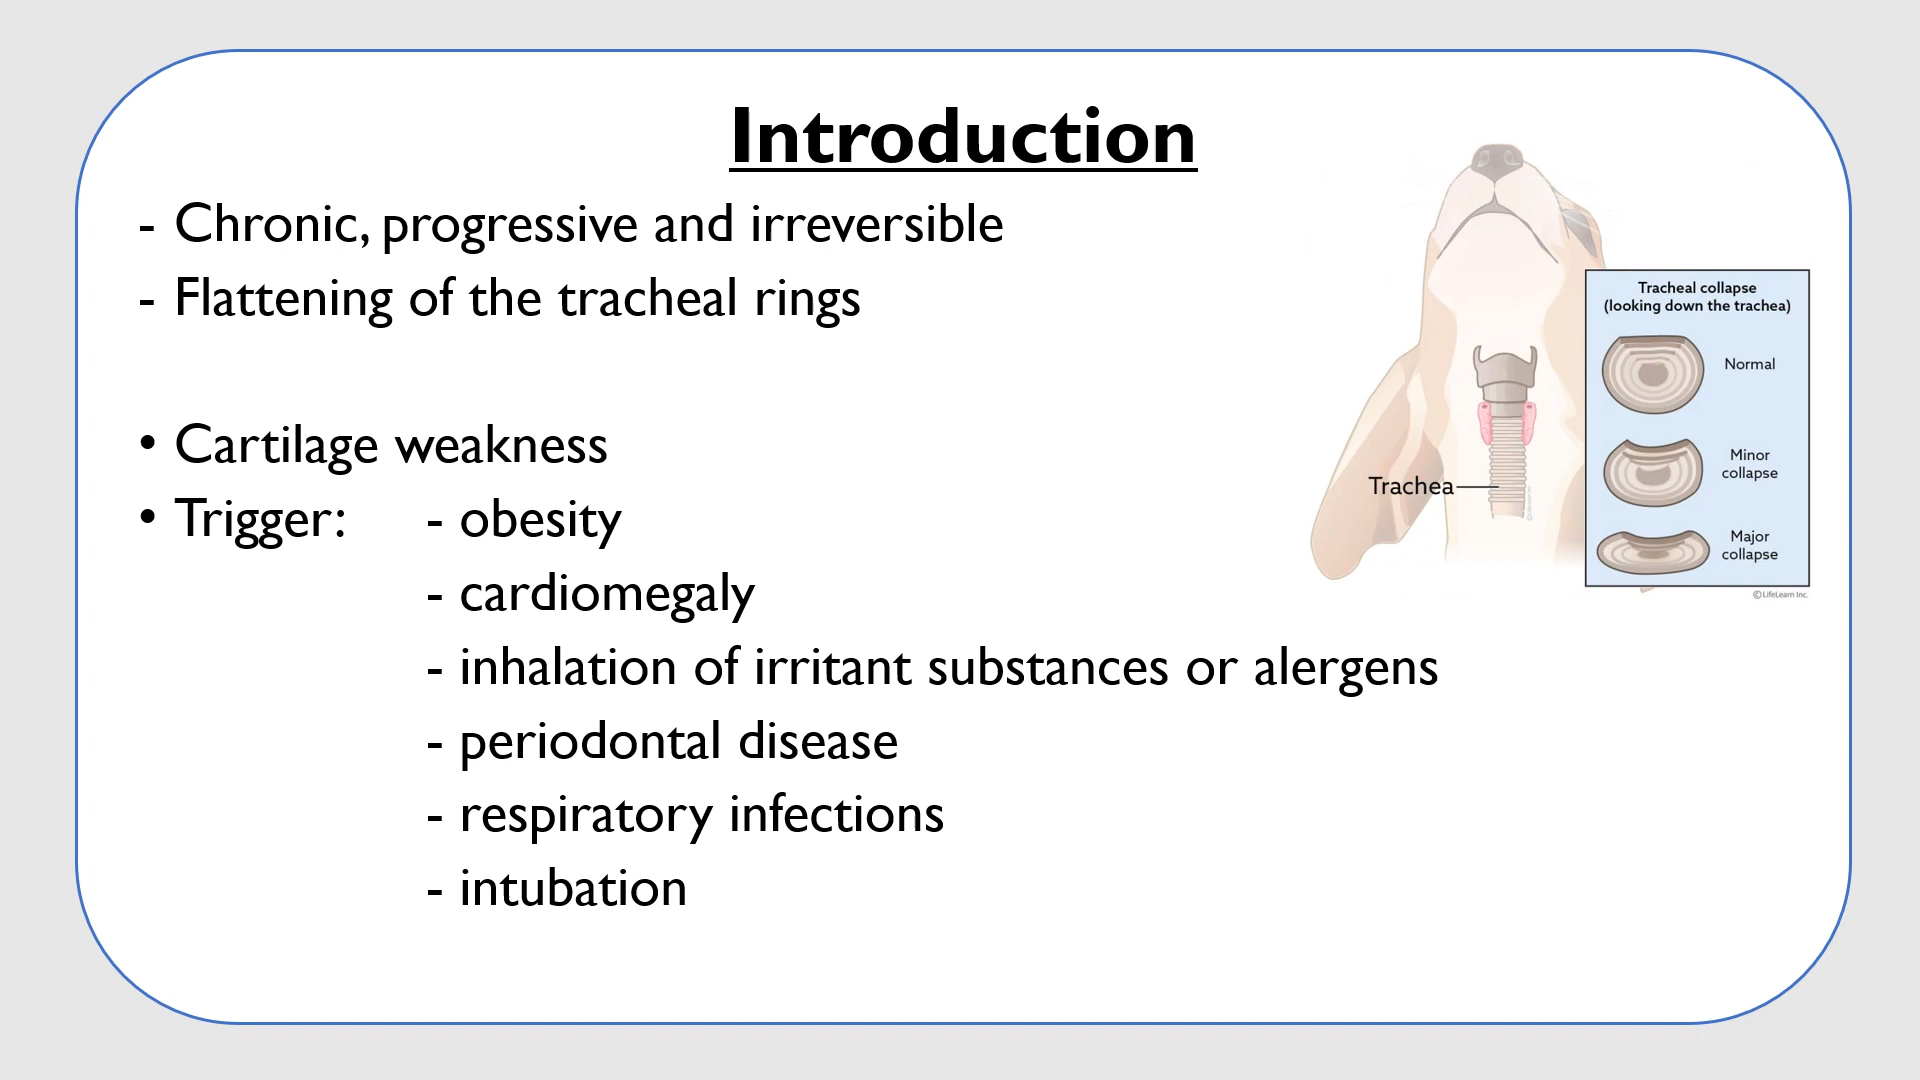 Introduction
- Chronic, progressive and irreversible
- Flattening of the tracheal rings
• Cartilage weakness
• Trigger: - obesity
- cardiomegaly
- inhalation of irritant substances or alergens
- periodontal disease
- respiratory infections
- intubation
Trachea
Tracheal collapse
(looking down the trachea)
Normal
Minor
collapse
Major
collapse
© LifeLearn Inc.